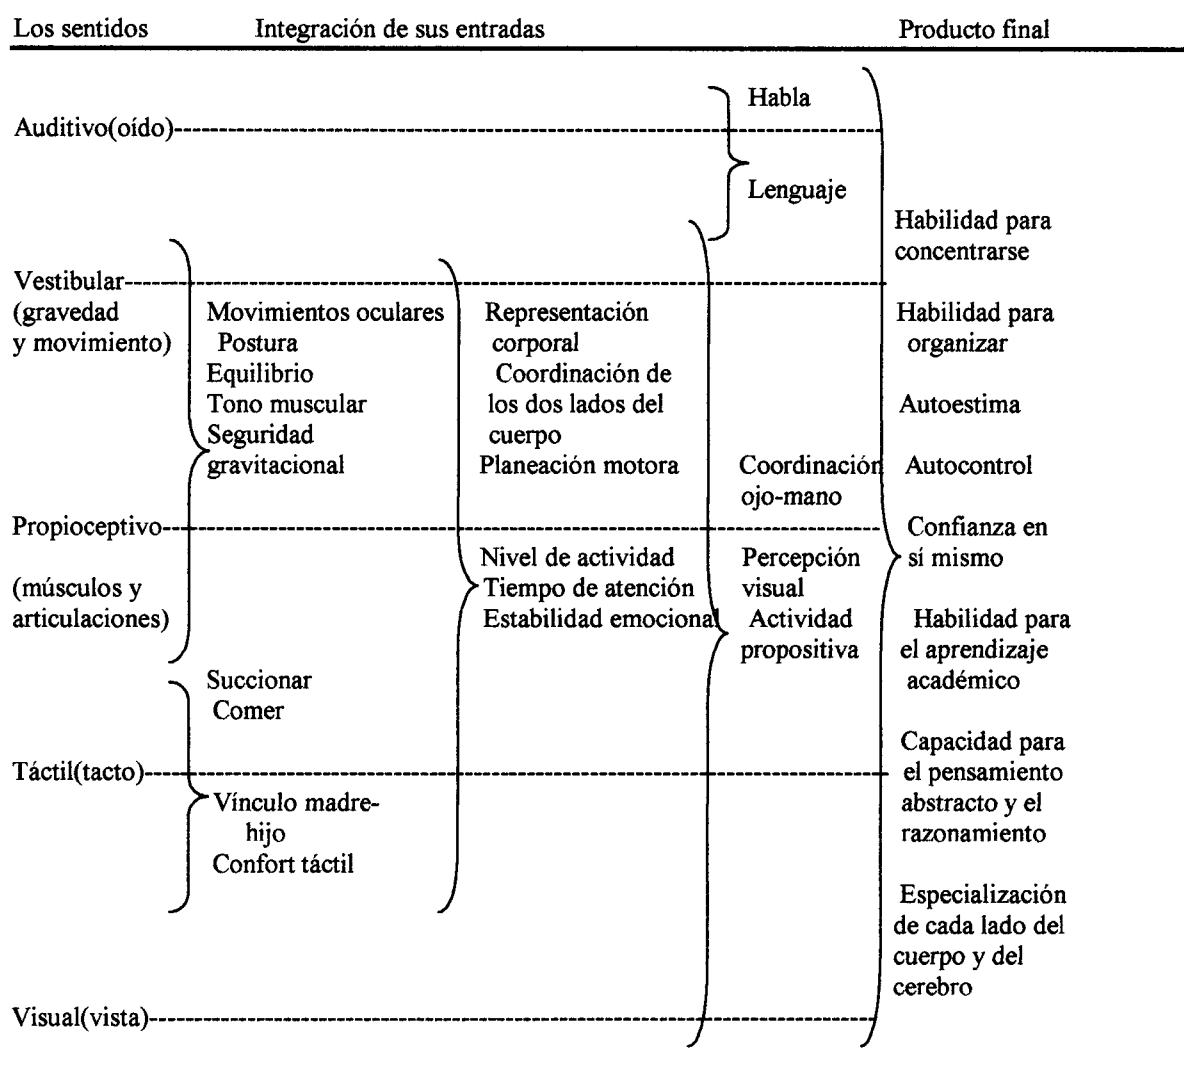 Los sentidos
Integración de sus entradas
Producto final
Auditivo(oído)
Vestibular
(gravedad
y movimiento)
Propioceptivo
(músculos y
articulaciones)
Táctil(tacto)
Visual(vista)
Movimientos oculares
Postura
Equilibrio
Tono muscular
Seguridad
gravitacional
Succionar
Comer
Vínculo madre-
hijo
Confort táctil
Representación
corporal
Coordinación de
los dos lados del
cuerpo
Planeación motora
Nivel de actividad
Tiempo de atención
Estabilidad emocional
Habla
Lenguaje
Coordinación
ojo-mano
Percepción
visual
Actividad
propositiva
Habilidad para
concentrarse
Habilidad para
organizar
Autoestima
Autocontrol
Confianza en
sí mismo
Habilidad para
el aprendizaje
académico
Capacidad para
el pensamiento
abstracto y el
razonamiento
Especialización
de cada lado del
cuerpo y del
cerebro